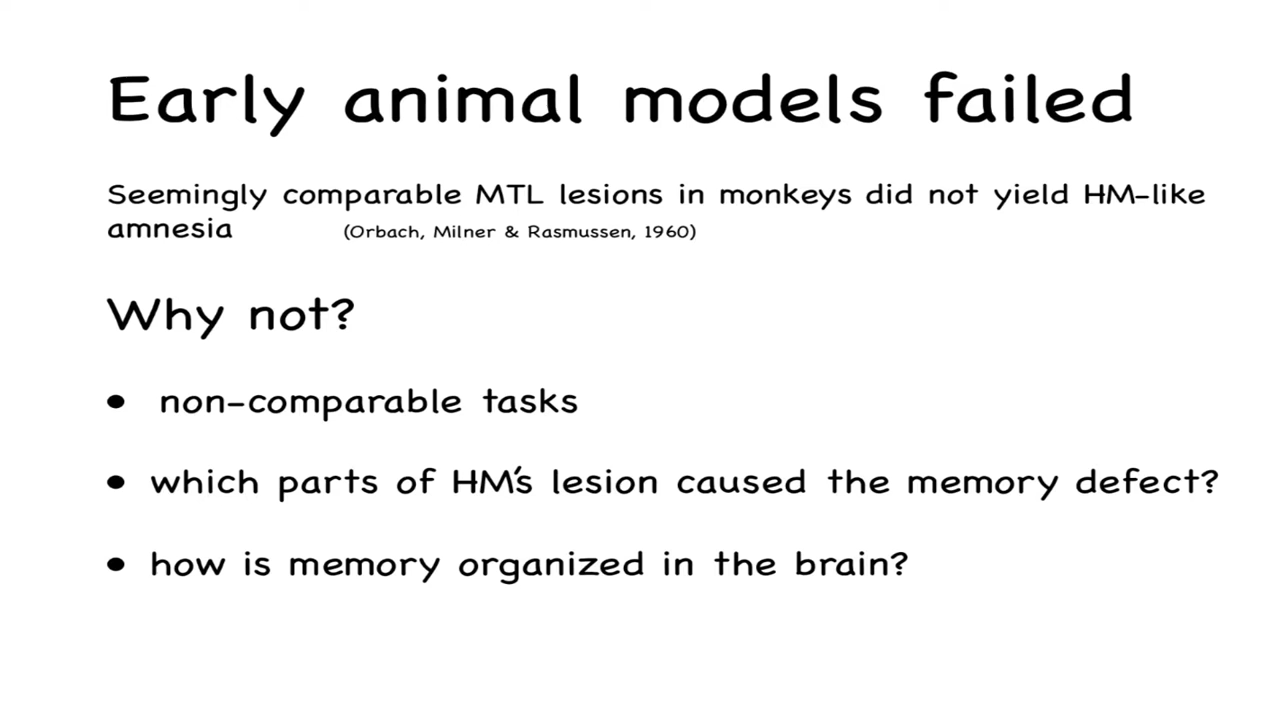 Early animal models failed
Seemingly comparable MTL lesions in monkeys did not yield HM-like
amnesia (Orbach, Milner & Rasmussen, 1960)
Why not?
• non-comparable tasks
• which parts of HM's lesion caused the memory defect?
• how is memory organized in the brain?